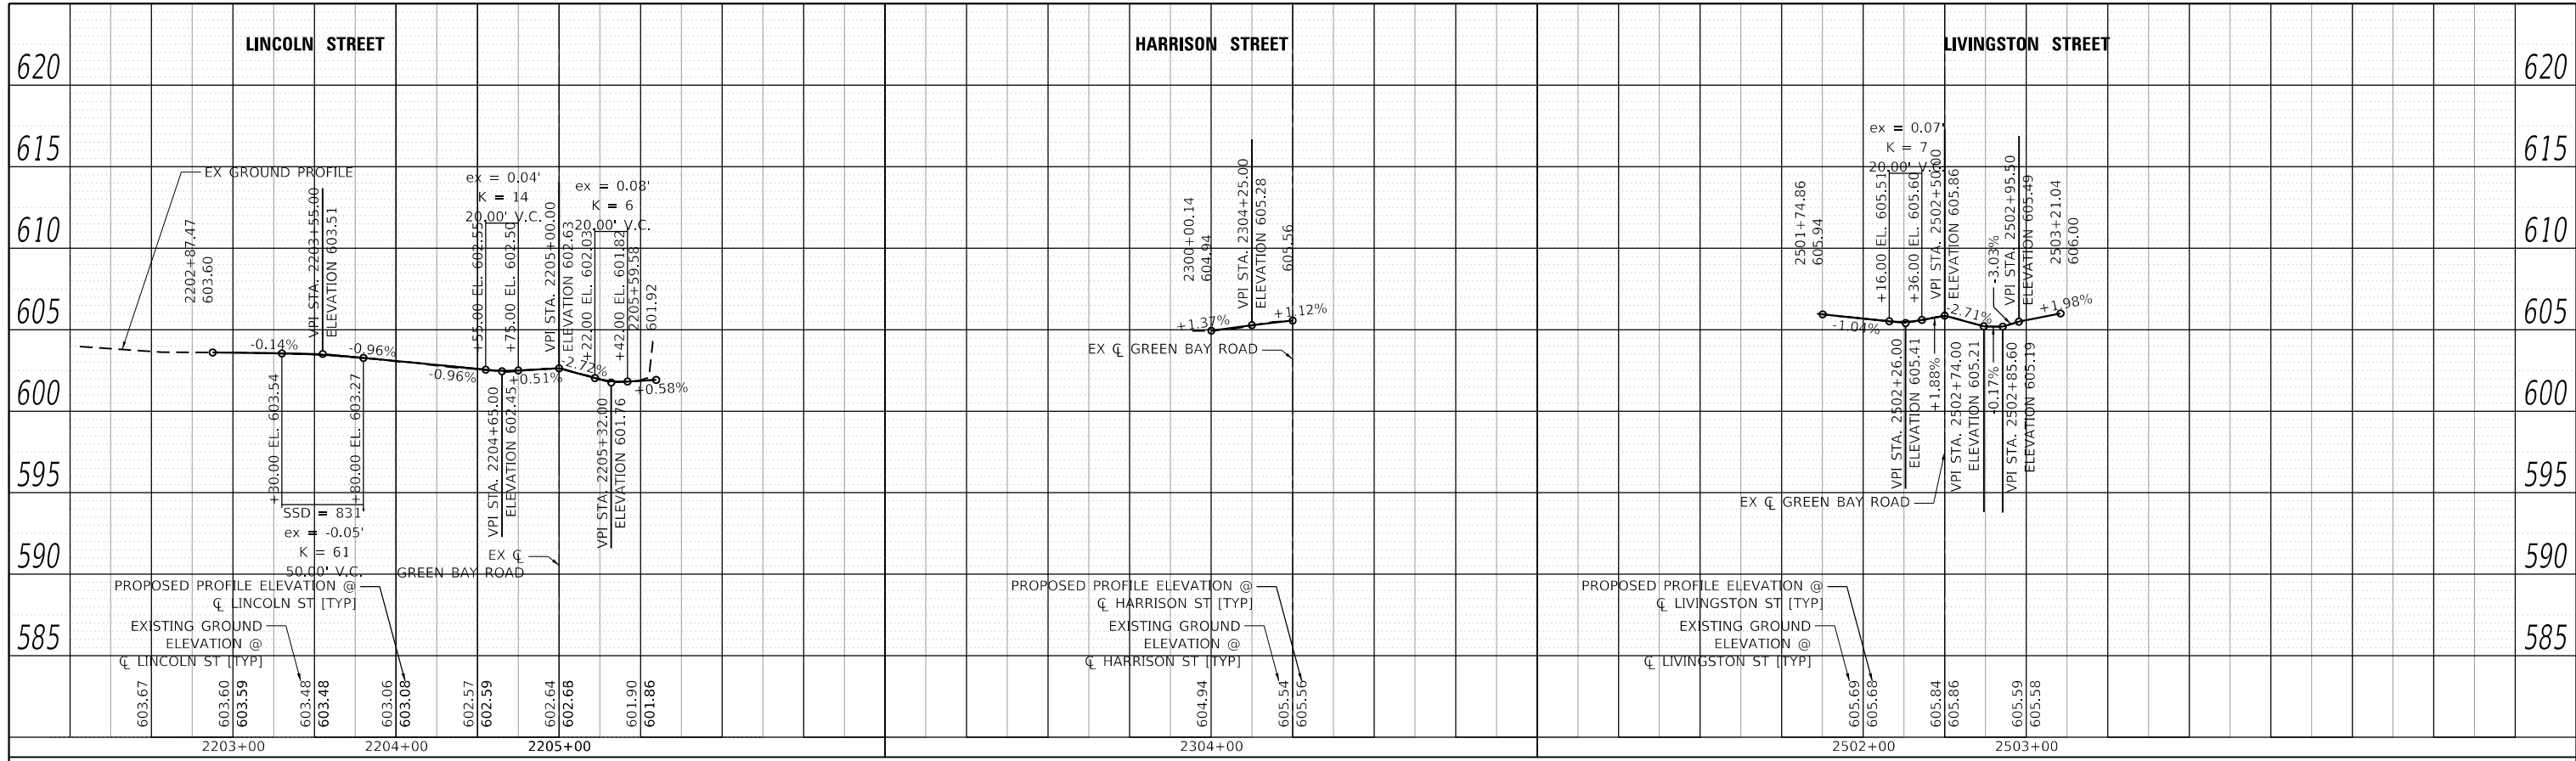 LINCOLN STREET
HARRISON STREET
LIVINGSTON STREET
620
620
615
615
610
610
605
605
600
600
595
595
590
590
585
585
EX GROUND PROFILE
2202+87.47
603.60
VPI STA. 2203+55.00
ELEVATION 603.51
-0.14%
-0.96%
+30.00 EL. 603.54
+80.00 EL. 603.27
SSD = 831'
ex = -0.05'
K = 61
50.00' V.C.
-0.96%
ex = 0.04'
K = 14
20.00' V.C.
+55.00 EL. 602.55
+75.00 EL. 602.50
VPI STA. 2204+65.00
ELEVATION 602.45
+0.51%
VPI STA. 2205+00.00
ELEVATION 602.63
-2.72%
ex = 0.08'
K = 6
20.00' V.C.
+22.00 EL. 602.03
+42.00 EL. 601.82
VPI STA. 2205+32.00
ELEVATION 601.76
2205+59.58
601.92
+0.58%
EX ℄
GREEN BAY ROAD
PROPOSED PROFILE ELEVATION @
℄ LINCOLN ST [TYP]
EXISTING GROUND
ELEVATION @
℄ LINCOLN ST [TYP]
603.67
603.60
603.59
603.48
603.48
603.06
603.08
602.57
602.59
602.64
601.90
601.86
2203+00
2204+00
2205+00
2300+00.14
604.94
VPI STA. 2304+25.00
ELEVATION 605.28
605.56
+1.37%
+1.12%
EX ℄ GREEN BAY ROAD
PROPOSED PROFILE ELEVATION @
℄ HARRISON ST [TYP]
EXISTING GROUND
ELEVATION @
℄ HARRISON ST [TYP]
604.94
605.54
605.56
2304+00
2501+74.86
605.94
-1.04%
ex = 0.07'
K = 7
20.00' V.C.
+16.00 EL. 605.51
+36.00 EL. 605.60
VPI STA. 2502+26.00
ELEVATION 605.41
+1.88%
VPI STA. 2502+50.00
ELEVATION 605.86
-2.71%
VPI STA. 2502+74.00
ELEVATION 605.21
-0.17%
-3.03%
VPI STA. 2502+85.60
ELEVATION 605.19
VPI STA. 2502+95.50
ELEVATION 605.49
2503+21.04
606.00
+1.98%
EX ℄ GREEN BAY ROAD
PROPOSED PROFILE ELEVATION @
℄ LIVINGSTON ST [TYP]
EXISTING GROUND
ELEVATION @
℄ LIVINGSTON ST [TYP]
605.69
605.68
605.84
605.86
605.59
605.58
2502+00
2503+00